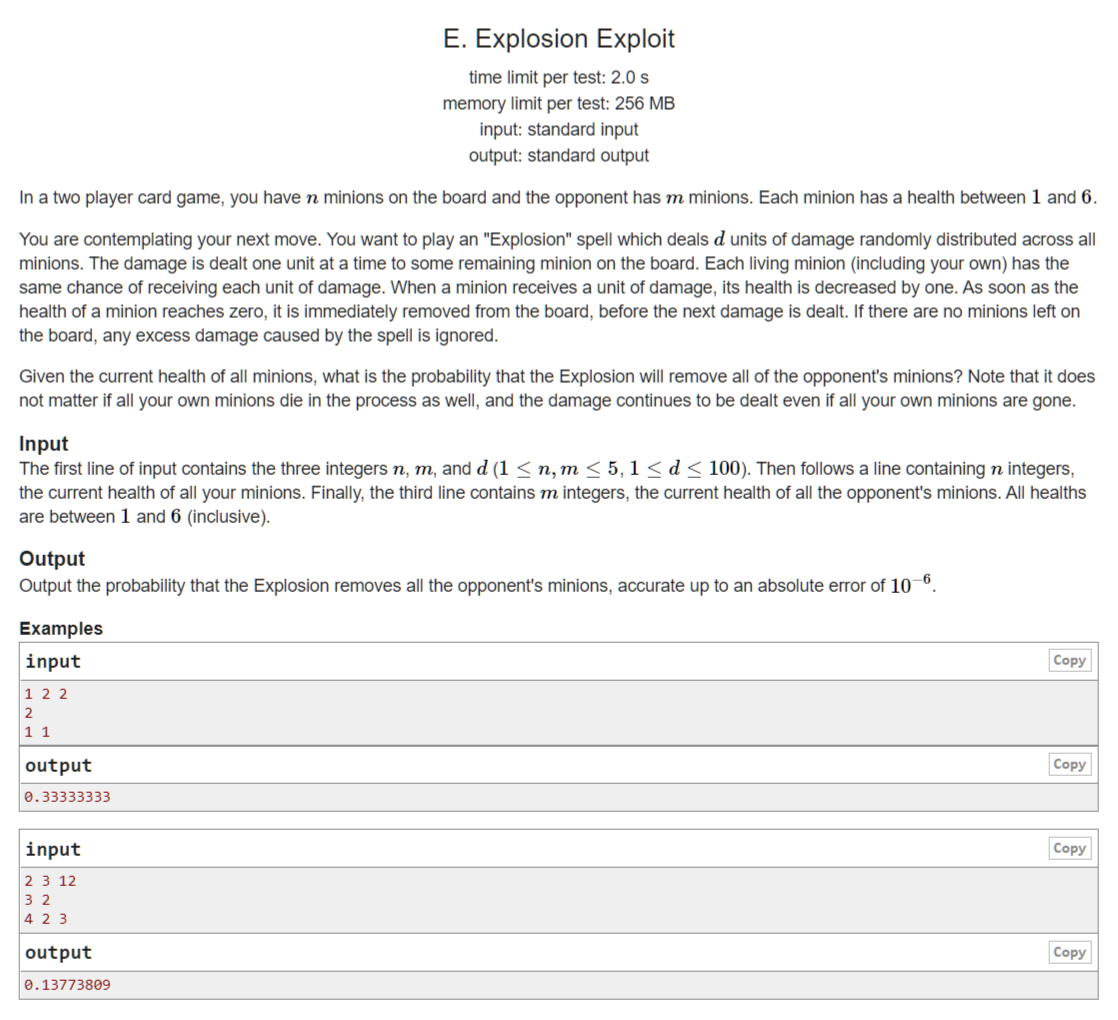 E. Explosion Exploit
time limit per test: 2.0 s
memory limit per test: 256 MB
input: standard input
output: standard output
In a two player card game, you have n minions on the board and the opponent has m minions. Each minion has a health between 1 and 6.
You are contemplating your next move. You want to play an "Explosion" spell which deals d units of damage randomly distributed across all
minions. The damage is dealt one unit at a time to some remaining minion on the board. Each living minion (including your own) has the
same chance of receiving each unit of damage. When a minion receives a unit of damage, its health is decreased by one. As soon as the
health of a minion reaches zero, it is immediately removed from the board, before the next damage is dealt. If there are no minions left on
the board, any excess damage caused by the spell is ignored.
Given the current health of all minions, what is the probability that the Explosion will remove all of the opponent's minions? Note that it does
not matter if all your own minions die in the process as well, and the damage continues to be dealt even if all your own minions are gone.
Input
The first line of input contains the three integers n, m, and d (1 ≤ n, m ≤ 5, 1 ≤ d ≤ 100). Then follows a line containing n integers,
the current health of all your minions. Finally, the third line contains m integers, the current health of all the opponent's minions. All healths
are between 1 and 6 (inclusive).
Output
Output the probability that the Explosion removes all the opponent's minions, accurate up to an absolute error of 10⁻⁶.
Examples
input Copy
1 2 2
2
1 1
output Copy
0.33333333
input Copy
2 3 12
3 2
4 2 3
output Copy
0.13773809